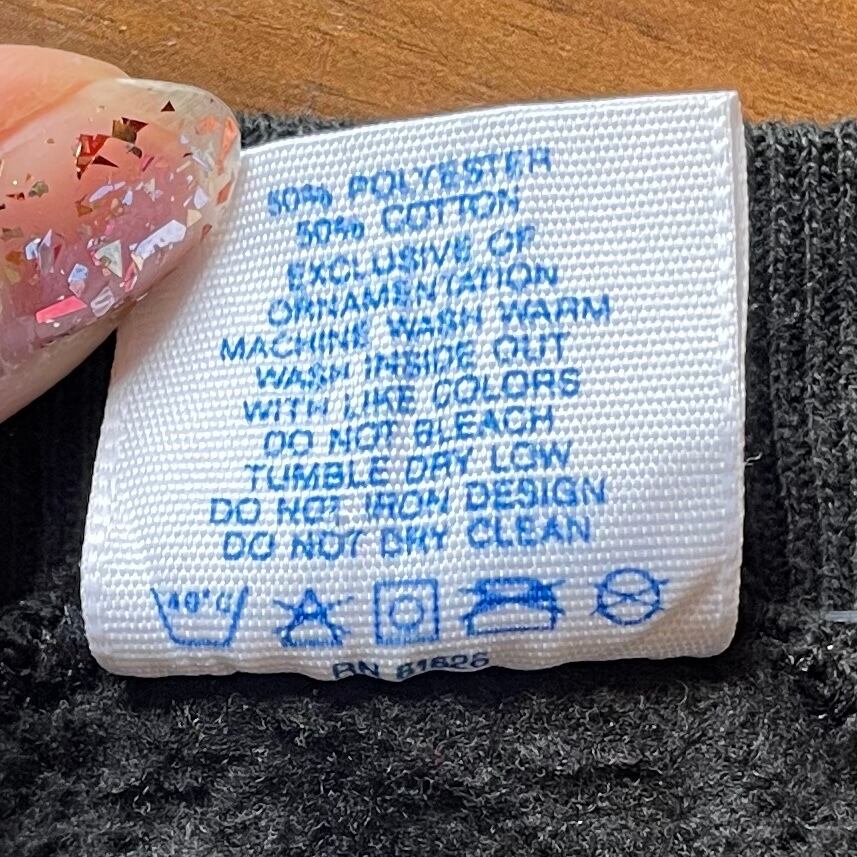 50% POLYESTER
50% COTTON
EXCLUSIVE OF
ORNAMENTATION
MACHINE WASH WARM
WASH INSIDE OUT
WITH LIKE COLORS
DO NOT BLEACH
TUMBLE DRY LOW
DO NOT IRON DESIGN
DO NOT DRY CLEAN
40°C
RN